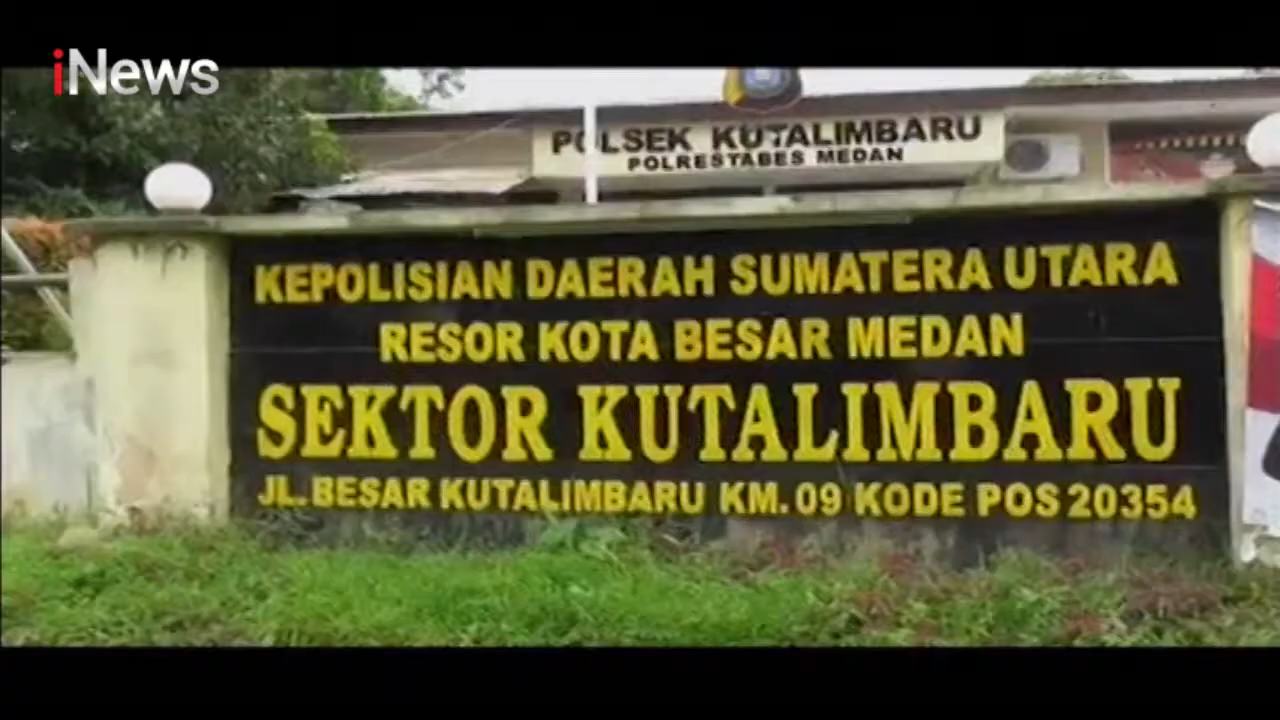 iNews
POLSEK KUTALIMBARU
POLRESTABES MEDAN
KEPOLISIAN DAERAH SUMATERA UTARA
RESOR KOTA BESAR MEDAN
SEKTOR KUTALIMBARU
JL. BESAR KUTALIMBARU KM. 09 KODE POS 20354